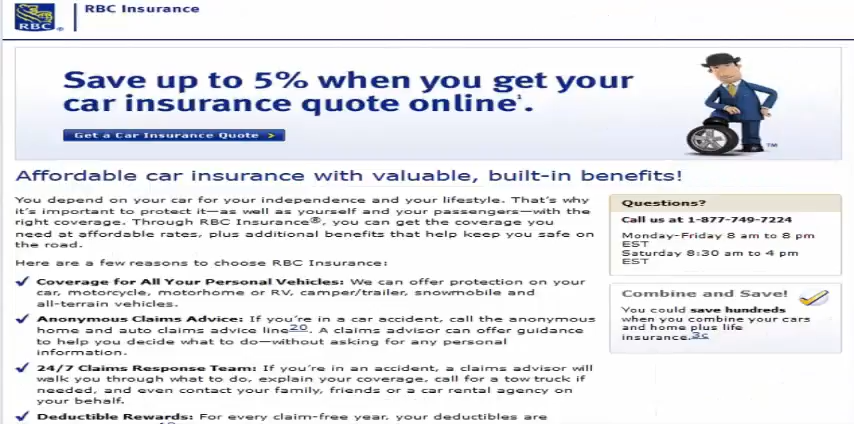 RBC Insurance
RBC ®
Save up to 5% when you get your
car insurance quote online¹.
Get a Car Insurance Quote >
TM
Affordable car insurance with valuable, built-in benefits!
You depend on your car for your independence and your lifestyle. That's why
it's important to protect it—as well as yourself and your passengers—with the
right coverage. Through RBC Insurance®, you can get the coverage you
need at affordable rates, plus additional benefits that help keep you safe on
the road.
Here are a few reasons to choose RBC Insurance:
✓ Coverage for All Your Personal Vehicles: We can offer protection on your
car, motorcycle, motorhome or RV, camper/trailer, snowmobile and
all-terrain vehicles.
✓ Anonymous Claims Advice: If you're in a car accident, call the anonymous
home and auto claims advice line20. A claims advisor can offer guidance
to help you decide what to do—without asking for any personal
information.
✓ 24/7 Claims Response Team: If you're in an accident, a claims advisor will
walk you through what to do, explain your coverage, call for a tow truck if
needed, and even contact your family, friends or a car rental agency on
your behalf.
✓ Deductible Rewards: For every claim-free year, your deductibles are
Questions?
Call us at 1-877-749-7224
Monday-Friday 8 am to 8 pm
EST
Saturday 8:30 am to 4 pm
EST
Combine and Save!
You could save hundreds
when you combine your cars
and home plus life
insurance.3c